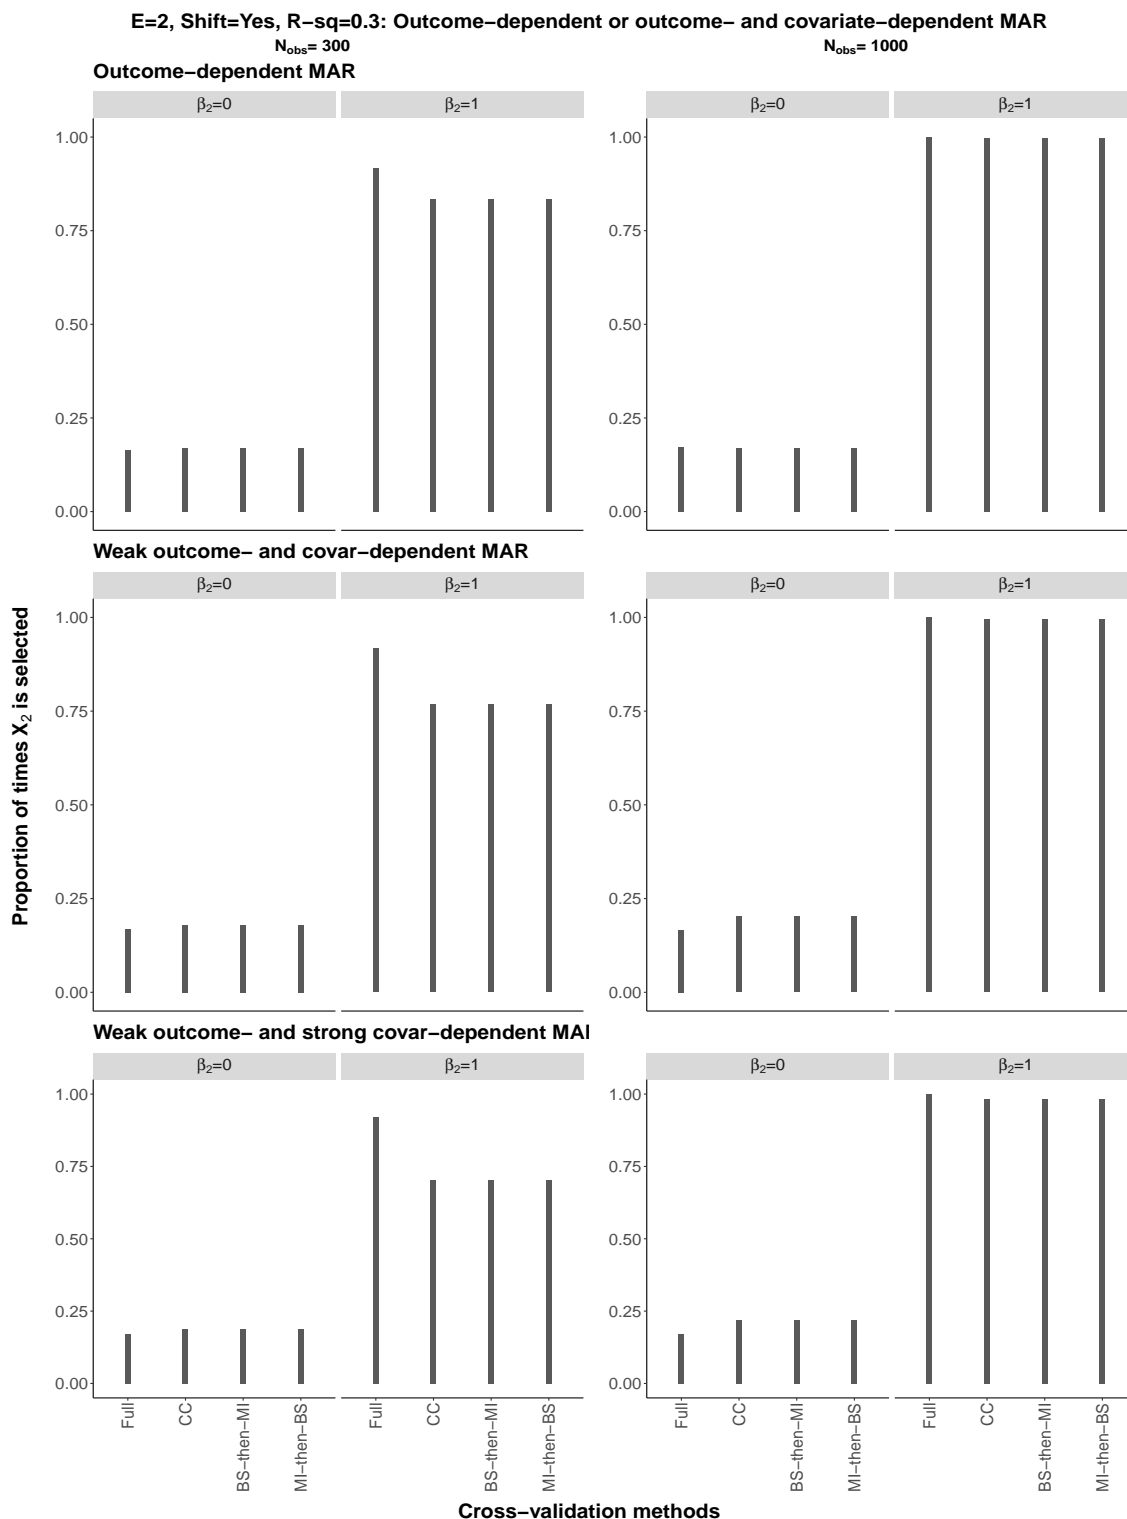 E=2, Shift=Yes, R−sq=0.3: Outcome−dependent or outcome− and covariate−dependent MAR
Nobs= 300
Nobs= 1000
Outcome−dependent MAR
β2=0
β2=1
β2=0
β2=1
1.00
0.75
0.50
0.25
0.00
1.00
0.75
0.50
0.25
0.00
Weak outcome− and covar−dependent MAR
β2=0
β2=1
β2=0
β2=1
1.00
0.75
0.50
0.25
0.00
1.00
0.75
0.50
0.25
0.00
Proportion of times X2 is selected
Weak outcome− and strong covar−dependent MAI
β2=0
β2=1
β2=0
β2=1
1.00
0.75
0.50
0.25
0.00
1.00
0.75
0.50
0.25
0.00
Full
CC
BS−then−MI
MI−then−BS
Full
CC
BS−then−MI
MI−then−BS
Full
CC
BS−then−MI
MI−then−BS
Full
CC
BS−then−MI
MI−then−BS
Cross−validation methods